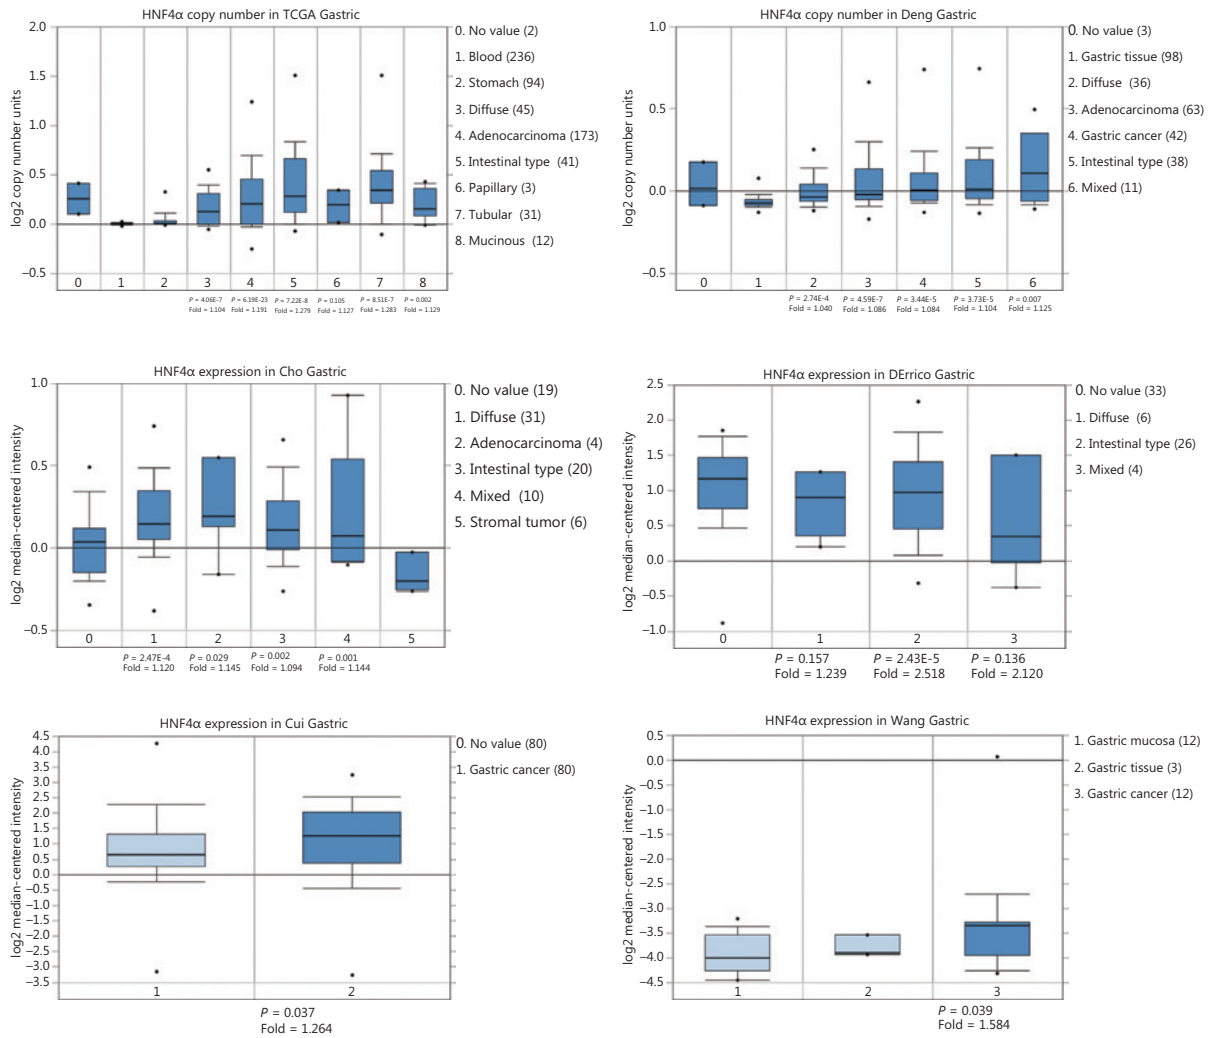 HNF4α copy number in TCGA Gastric
log2 copy number units
2.0
1.5
1.0
0.5
0.0
−0.5
0 1 2 3 4 5 6 7 8
P = 4.06E-7 P = 6.19E-23 P = 7.22E-8 P = 0.105 P = 8.51E-7 P = 0.002
Fold = 1.104 Fold = 1.191 Fold = 1.279 Fold = 1.127 Fold = 1.283 Fold = 1.129
0. No value (2)
1. Blood (236)
2. Stomach (94)
3. Diffuse (45)
4. Adenocarcinoma (173)
5. Intestinal type (41)
6. Papillary (3)
7. Tubular (31)
8. Mucinous (12)
HNF4α copy number in Deng Gastric
log2 copy number units
1.0
0.5
0.0
−0.5
0 1 2 3 4 5 6
P = 2.74E-4 P = 4.59E-7 P = 3.44E-5 P = 3.73E-5 P = 0.007
Fold = 1.040 Fold = 1.086 Fold = 1.084 Fold = 1.104 Fold = 1.125
0. No value (3)
1. Gastric tissue (98)
2. Diffuse (36)
3. Adenocarcinoma (63)
4. Gastric cancer (42)
5. Intestinal type (38)
6. Mixed (11)
HNF4α expression in Cho Gastric
log2 median-centered intensity
1.0
0.5
0.0
−0.5
0 1 2 3 4 5
P = 2.47E-4 P = 0.029 P = 0.002 P = 0.001
Fold = 1.120 Fold = 1.145 Fold = 1.094 Fold = 1.144
0. No value (19)
1. Diffuse (31)
2. Adenocarcinoma (4)
3. Intestinal type (20)
4. Mixed (10)
5. Stromal tumor (6)
HNF4α expression in DErrico Gastric
log2 median-centered intensity
2.5
2.0
1.5
1.0
0.5
0.0
−0.5
−1.0
0 1 2 3
P = 0.157 P = 2.43E-5 P = 0.136
Fold = 1.239 Fold = 2.518 Fold = 2.120
0. No value (33)
1. Diffuse (6)
2. Intestinal type (26)
3. Mixed (4)
HNF4α expression in Cui Gastric
log2 median-centered intensity
4.5
4.0
3.5
3.0
2.5
2.0
1.5
1.0
0.5
0.0
−0.5
−1.0
−1.5
−2.0
−2.5
−3.0
−3.5
1 2
P = 0.037
Fold = 1.264
0. No value (80)
1. Gastric cancer (80)
HNF4α expression in Wang Gastric
log2 median-centered intensity
0.5
0.0
−0.5
−1.0
−1.5
−2.0
−2.5
−3.0
−3.5
−4.0
−4.5
1 2 3
P = 0.039
Fold = 1.584
1. Gastric mucosa (12)
2. Gastric tissue (3)
3. Gastric cancer (12)